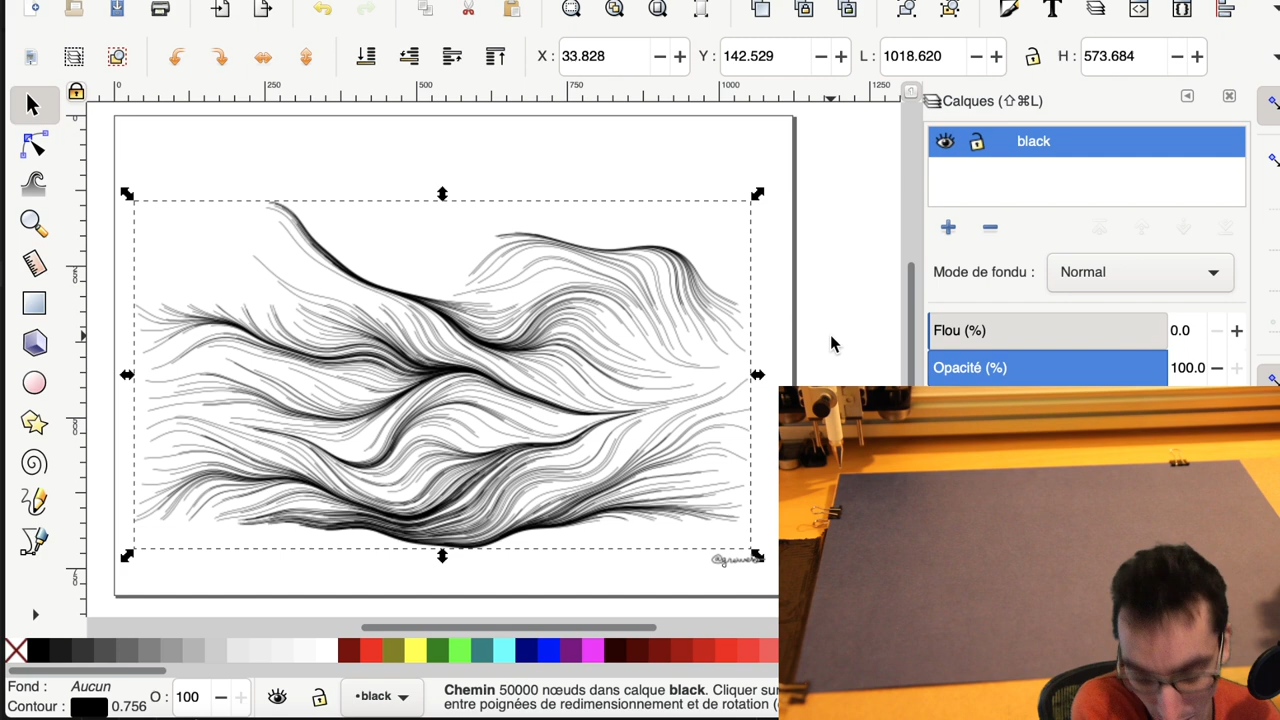 X : 33.828 Y : 142.529 L : 1018.620 H : 573.684
0 250 500 750 1000 1250
Calques (⇧⌘L)
black
Mode de fondu : Normal
Flou (%) 0.0
Opacité (%) 100.0
Fond : Aucun
Contour : 0.756
O : 100
•black
Chemin 50000 nœuds dans calque black. Cliquer sur
entre poignées de redimensionnement et de rotation (